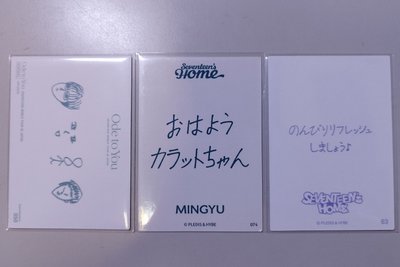 Ode to You
Seventeen's
Home
おはよう
カラットちゃん
MINGYU
© PLEDIS & HYBE
074
のんびりリフレッシュ
しましょう♪
SEVENTEEN'S
HOME
© PLEDIS & HYBE
63